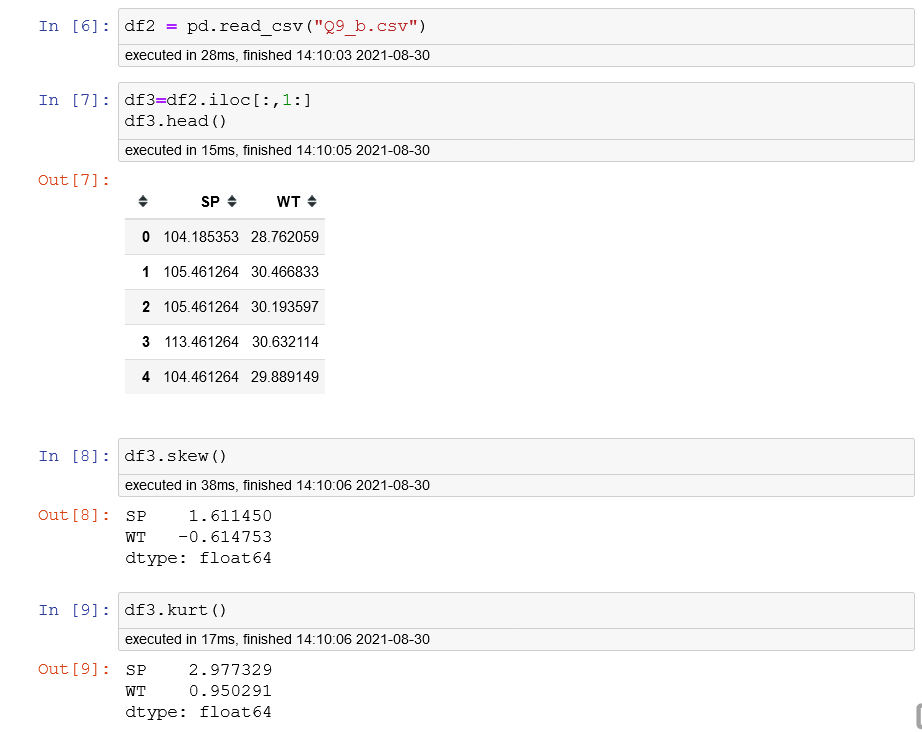 In [6]: df2 = pd.read_csv("Q9_b.csv")
executed in 28ms, finished 14:10:03 2021-08-30
In [7]: df3=df2.iloc[:,1:]
df3.head()
executed in 15ms, finished 14:10:05 2021-08-30
Out[7]:
SP WT
0 104.185353 28.762059
1 105.461264 30.466833
2 105.461264 30.193597
3 113.461264 30.632114
4 104.461264 29.889149
In [8]: df3.skew()
executed in 38ms, finished 14:10:06 2021-08-30
Out[8]: SP 1.611450
WT -0.614753
dtype: float64
In [9]: df3.kurt()
executed in 17ms, finished 14:10:06 2021-08-30
Out[9]: SP 2.977329
WT 0.950291
dtype: float64